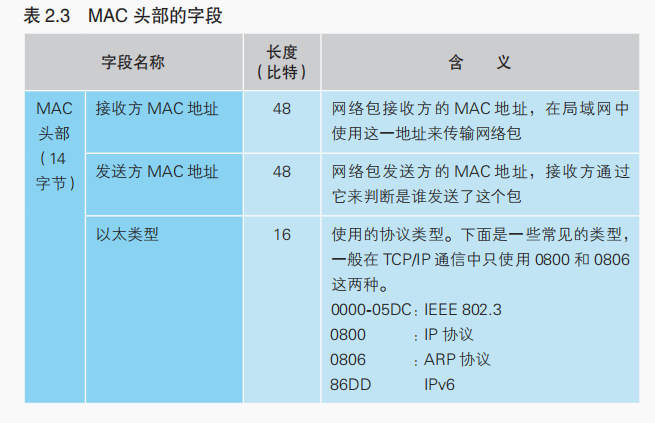 表 2.3 MAC 头部的字段
字段名称
长度
（比特）
含 义
MAC
头部
（14
字节）
接收方 MAC 地址
48
网络包接收方的 MAC 地址，在局域网中
使用这一地址来传输网络包
发送方 MAC 地址
48
网络包发送方的 MAC 地址，接收方通过
它来判断是谁发送了这个包
以太类型
16
使用的协议类型。下面是一些常见的类型，
一般在 TCP/IP 通信中只使用 0800 和 0806
这两种。
0000-05DC：IEEE 802.3
0800 ：IP 协议
0806 ：ARP 协议
86DD IPv6